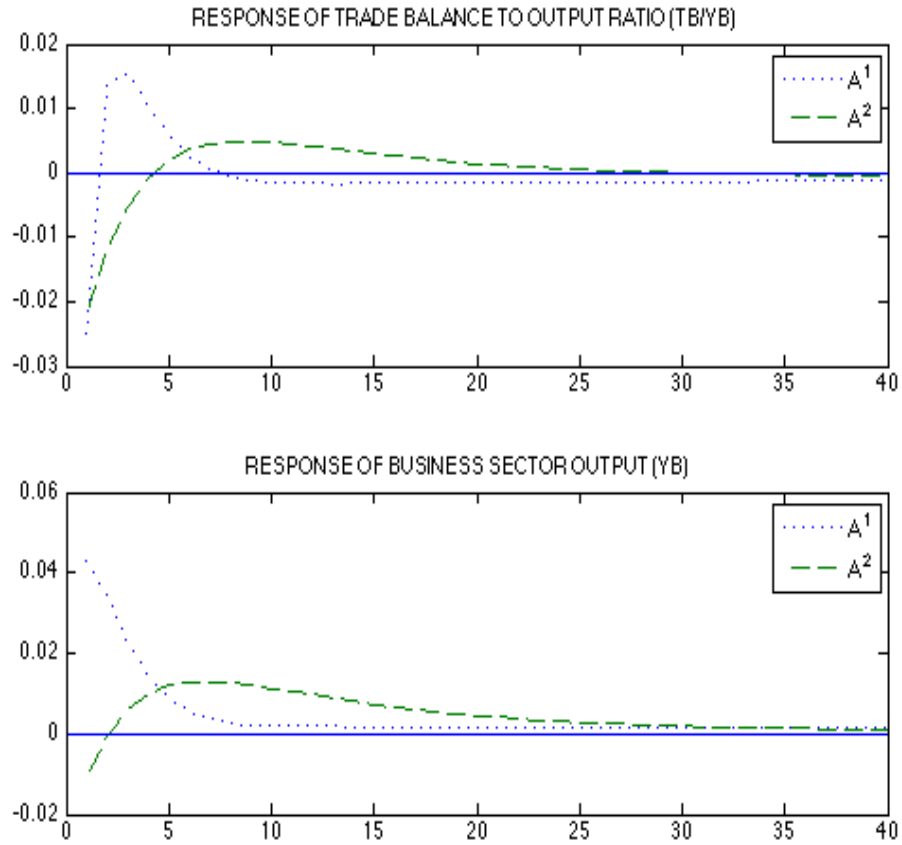 RESPONSE OF TRADE BALANCE TO OUTPUT RATIO (TB/YB)
0.02
0.01
0
-0.01
-0.02
-0.03
A¹
A²
0 5 10 15 20 25 30 35 40
RESPONSE OF BUSINESS SECTOR OUTPUT (YB)
0.06
0.04
0.02
0
-0.02
A¹
A²
0 5 10 15 20 25 30 35 40